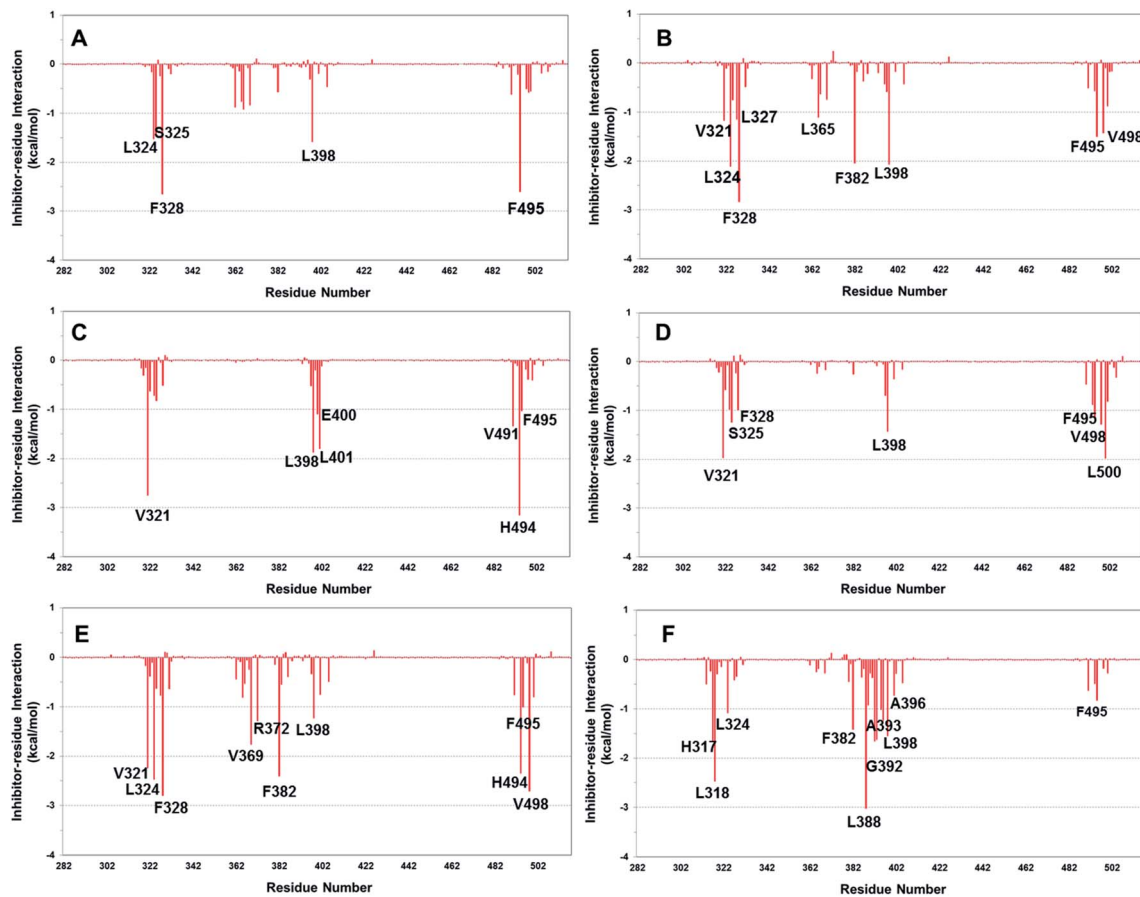 A
Inhibitor-residue Interaction
(kcal/mol)
1
0
-1
-2
-3
-4
S325
L324
L398
F328
F495
282 302 322 342 362 382 402 422 442 462 482 502
Residue Number
B
Inhibitor-residue Interaction
(kcal/mol)
1
0
-1
-2
-3
-4
L327
V321
L365
V498
F495
L324
F382
L398
F328
282 302 322 342 362 382 402 422 442 462 482 502
Residue Number
C
Inhibitor-residue Interaction
(kcal/mol)
1
0
-1
-2
-3
-4
E400
F495
V491
L398
L401
V321
H494
282 302 322 342 362 382 402 422 442 462 482 502
Residue Number
D
Inhibitor-residue Interaction
(kcal/mol)
1
0
-1
-2
-3
-4
F328
F495
S325
V498
L398
V321
L500
282 302 322 342 362 382 402 422 442 462 482 502
Residue Number
E
Inhibitor-residue Interaction
(kcal/mol)
1
0
-1
-2
-3
-4
F495
R372
L398
V369
V321
H494
L324
F382
F328
V498
282 302 322 342 362 382 402 422 442 462 482 502
Residue Number
F
Inhibitor-residue Interaction
(kcal/mol)
1
0
-1
-2
-3
-4
A396
F495
L324
A393
F382
H317
L398
G392
L318
L388
282 302 322 342 362 382 402 422 442 462 482 502
Residue Number